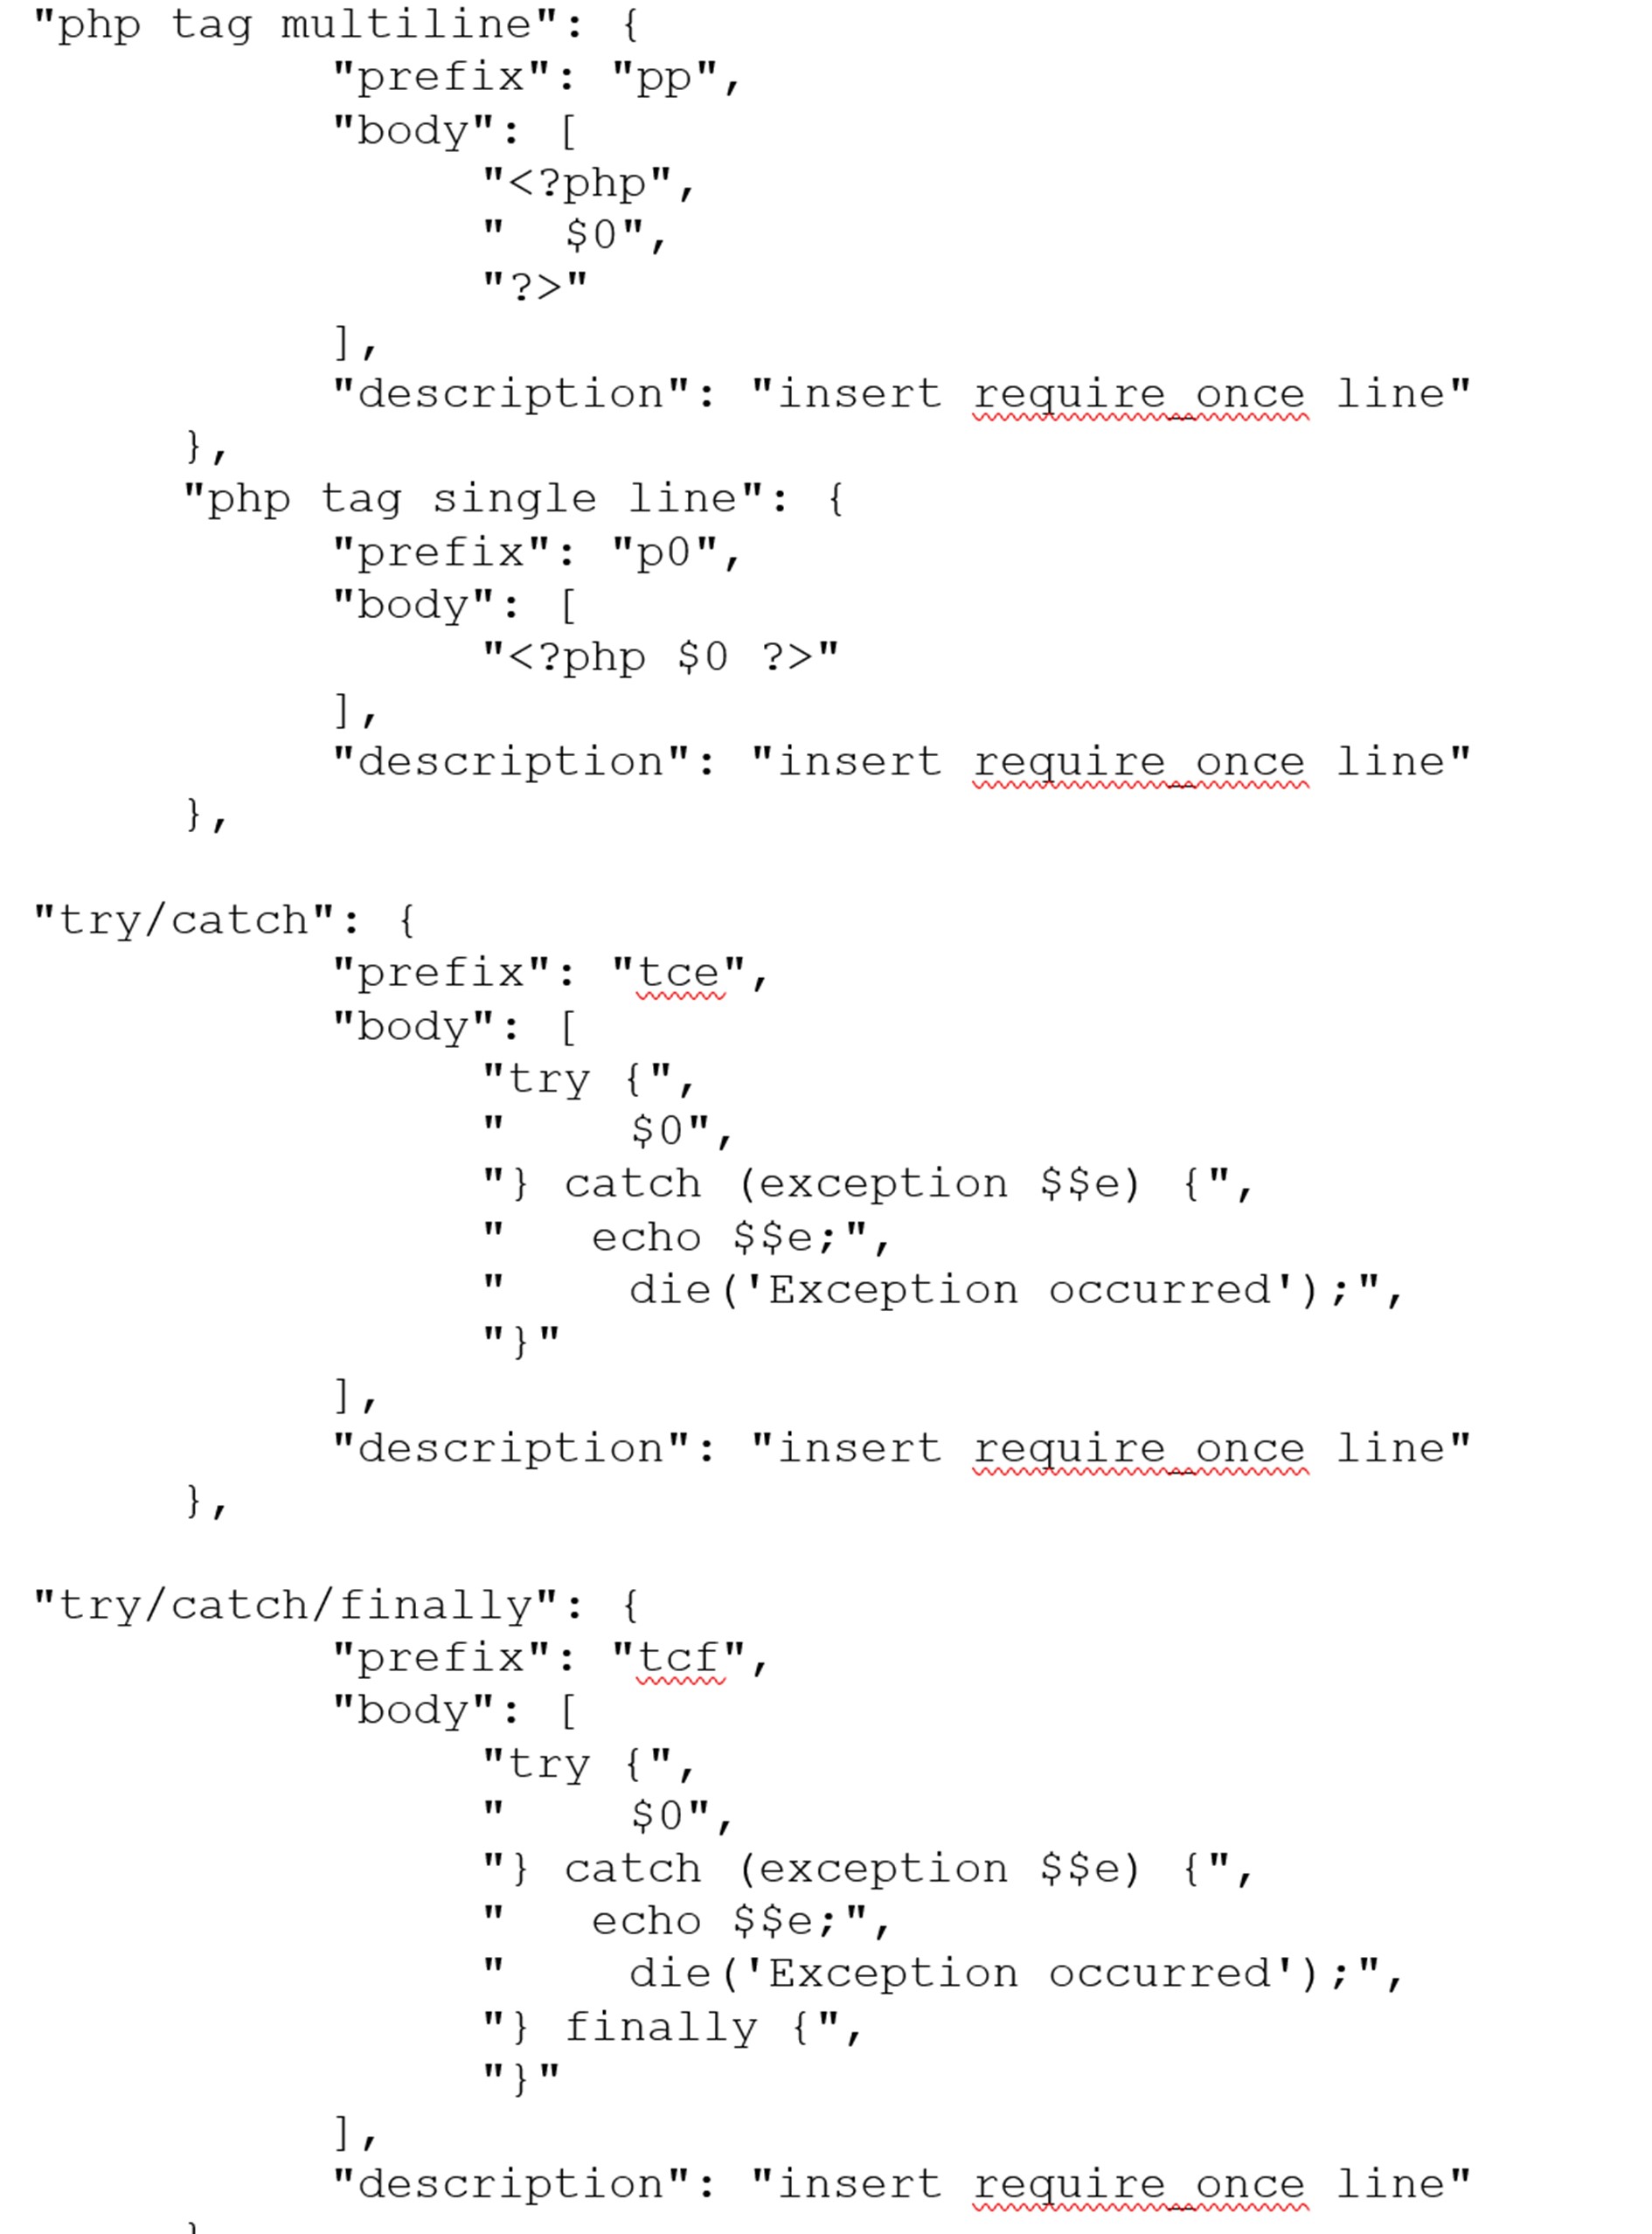 "php tag multiline": {
"prefix": "pp",
"body": [
"<?php",
"  $0",
"?>"
],
"description": "insert require_once line"
},
"php tag single line": {
"prefix": "p0",
"body": [
"<?php $0 ?>"
],
"description": "insert require_once line"
},
"try/catch": {
"prefix": "tce",
"body": [
"try {",
"    $0",
"} catch (exception $$e) {",
"   echo $$e;",
"    die('Exception occurred');",
"}"
],
"description": "insert require_once line"
},
"try/catch/finally": {
"prefix": "tcf",
"body": [
"try {",
"    $0",
"} catch (exception $$e) {",
"   echo $$e;",
"    die('Exception occurred');",
"} finally {",
"}"
],
"description": "insert require_once line"
}